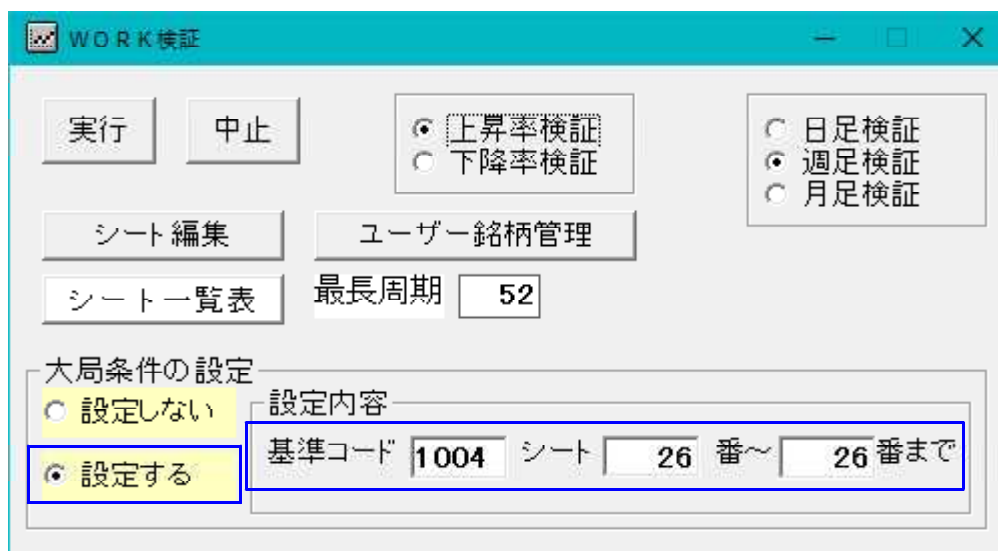 WORK検証
実行 中止
上昇率検証
下降率検証
日足検証
週足検証
月足検証
シート編集 ユーザー銘柄管理
シート一覧表 最長周期 52
大局条件の設定
設定しない
設定する
設定内容
基準コード 1004 シート 26 番～ 26 番まで